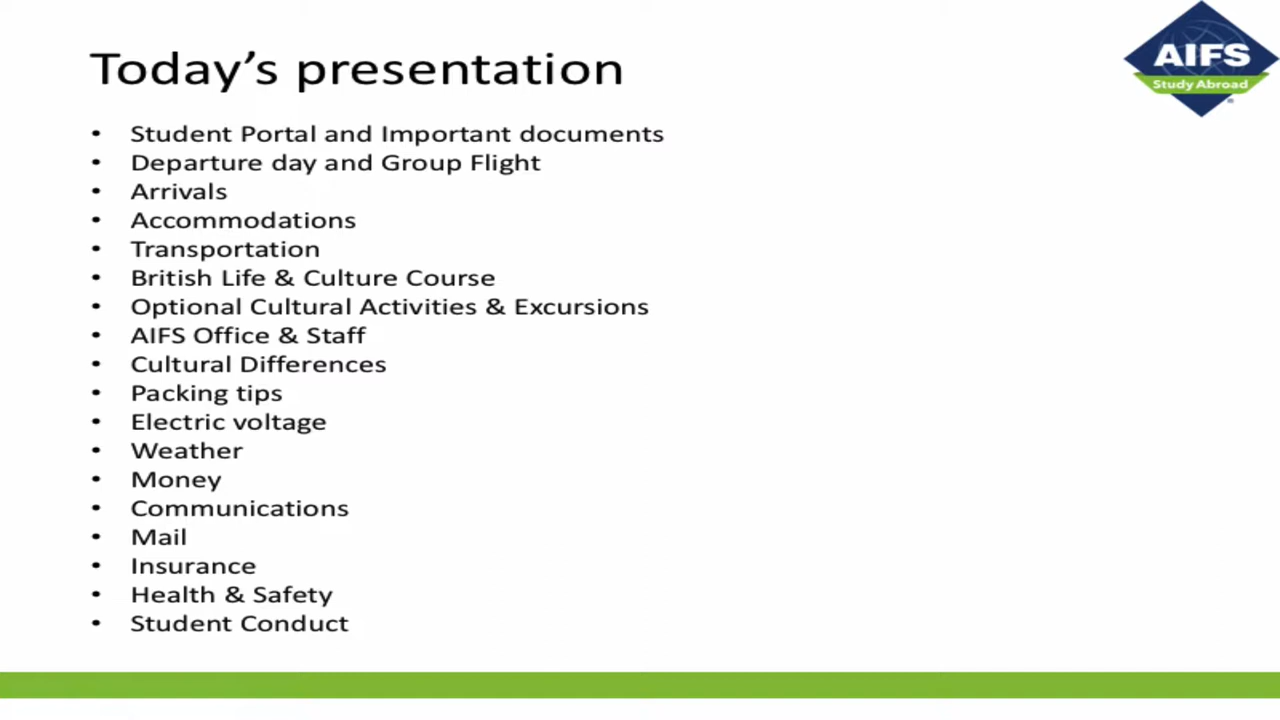 Today's presentation
AIFS
Study Abroad
• Student Portal and Important documents
• Departure day and Group Flight
• Arrivals
• Accommodations
• Transportation
• British Life & Culture Course
• Optional Cultural Activities & Excursions
• AIFS Office & Staff
• Cultural Differences
• Packing tips
• Electric voltage
• Weather
• Money
• Communications
• Mail
• Insurance
• Health & Safety
• Student Conduct